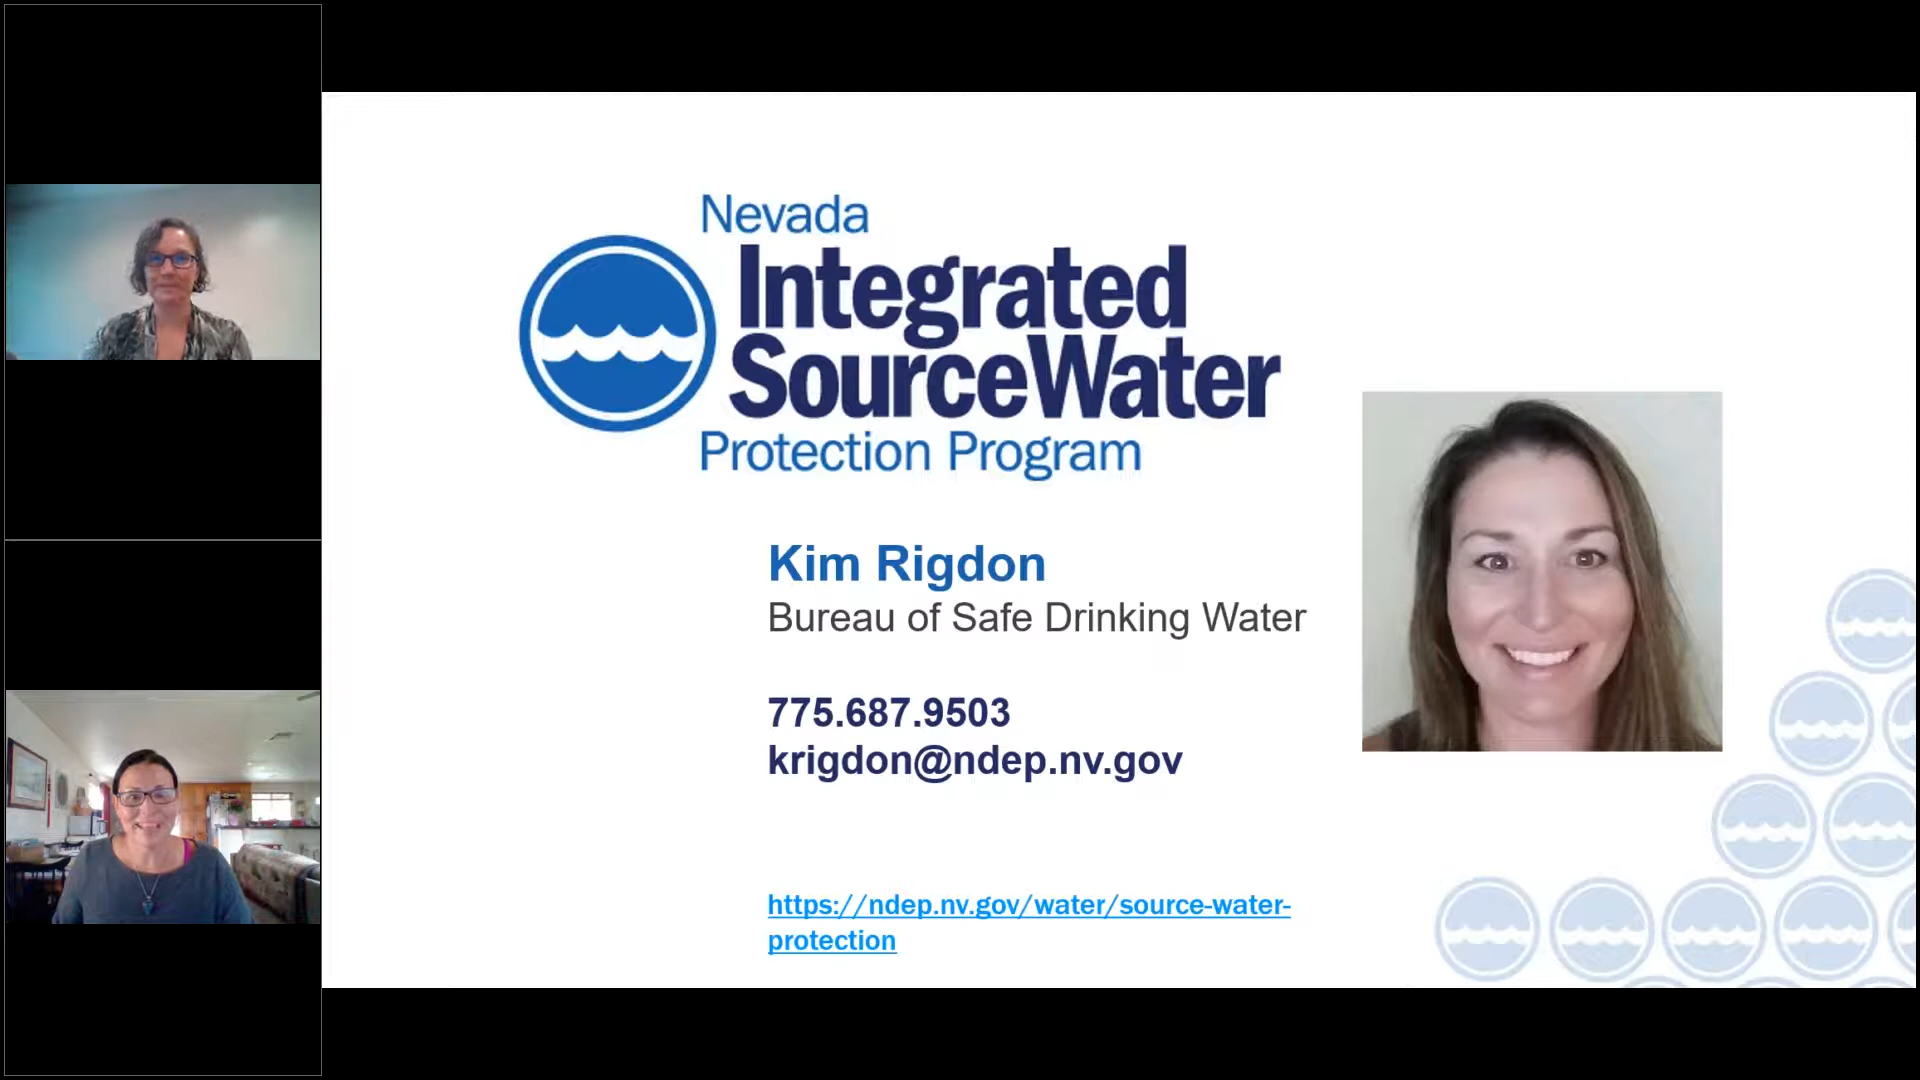 Nevada
Integrated
SourceWater
Protection Program
Kim Rigdon
Bureau of Safe Drinking Water
775.687.9503
krigdon@ndep.nv.gov
https://ndep.nv.gov/water/source-water-
protection